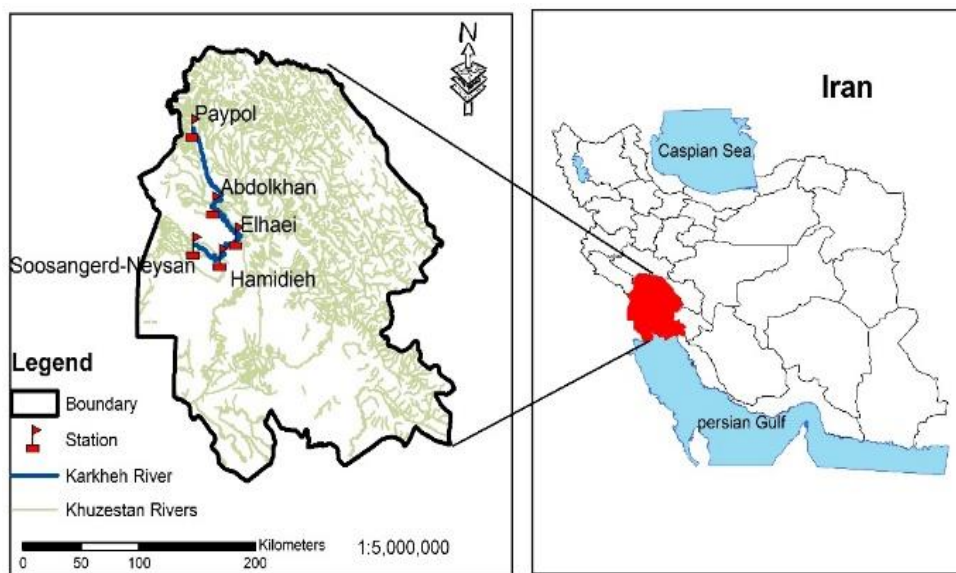 N
Paypol
Abdolkhan
Elhaei
Soosangerd-Neysan
Hamidieh
Legend
Boundary
Station
Karkheh River
Khuzestan Rivers
Kilometers
0 50 100 200
1:5,000,000
Iran
Caspian Sea
persian Gulf